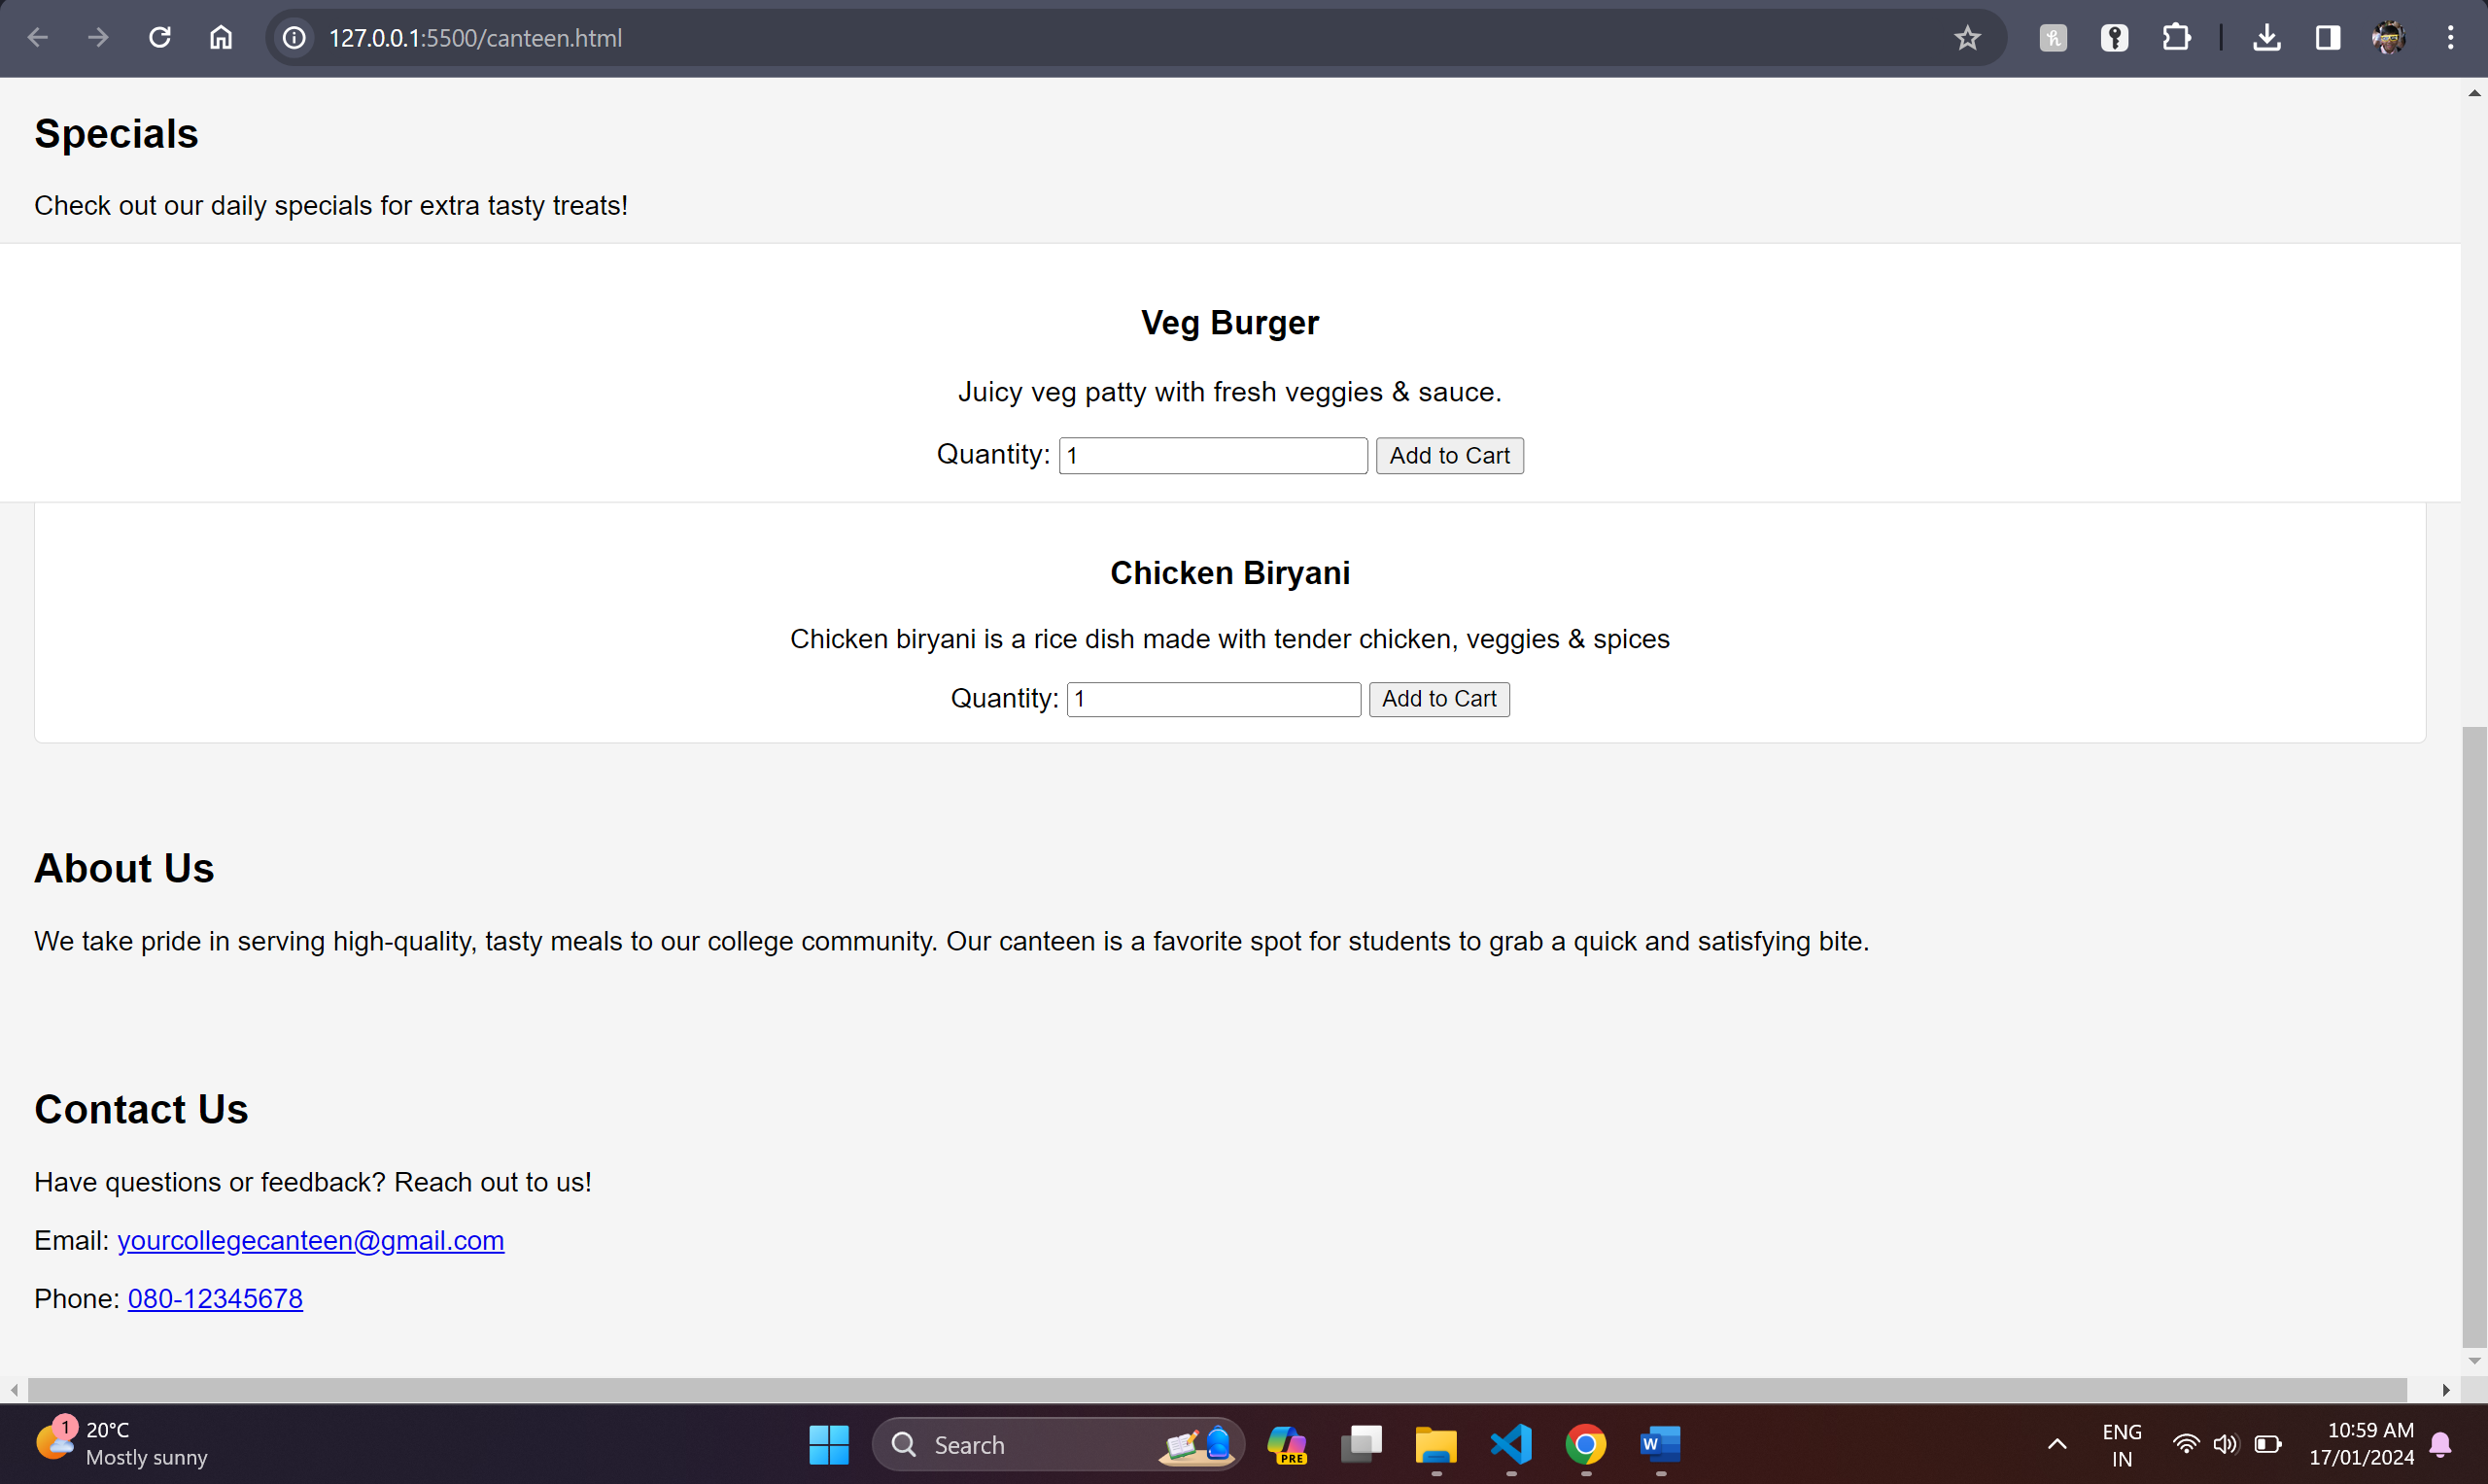 127.0.0.1:5500/canteen.html
Specials
Check out our daily specials for extra tasty treats!
Veg Burger
Juicy veg patty with fresh veggies & sauce.
Quantity: 1 Add to Cart
Chicken Biryani
Chicken biryani is a rice dish made with tender chicken, veggies & spices
Quantity: 1 Add to Cart
About Us
We take pride in serving high-quality, tasty meals to our college community. Our canteen is a favorite spot for students to grab a quick and satisfying bite.
Contact Us
Have questions or feedback? Reach out to us!
Email: yourcollegecanteen@gmail.com
Phone: 080-12345678
1
20°C
Mostly sunny
Search
PRE
W
ENG
IN
10:59 AM
17/01/2024